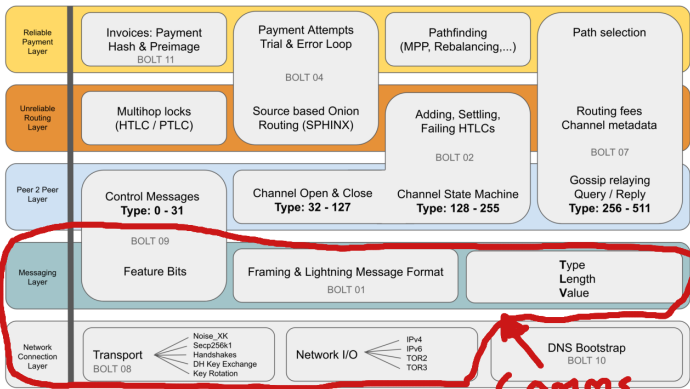 Reliable
Payment
Layer
Invoices: Payment
Hash & Preimage
BOLT 11
Payment Attempts
Trial & Error Loop
BOLT 04
Pathfinding
(MPP, Rebalancing,...)
Path selection
Unreliable
Routing
Layer
Multihop locks
(HTLC / PTLC)
Source based Onion
Routing (SPHINX)
Adding, Settling,
Failing HTLCs
BOLT 02
Routing fees
Channel metadata
BOLT 07
Peer 2 Peer
Layer
Control Messages
Type: 0 - 31
BOLT 09
Channel Open & Close
Type: 32 - 127
Channel State Machine
Type: 128 - 255
Gossip relaying
Query / Reply
Type: 256 - 511
Messaging
Layer
Feature Bits
Framing & Lightning Message Format
BOLT 01
Type
Length
Value
Network
Connection
Layer
Transport
BOLT 08
Noise_XK
Secp256k1
Handshakes
DH Key Exchange
Key Rotation
Network I/O
IPv4
IPv6
TOR2
TOR3
DNS Bootstrap
BOLT 10
Comms